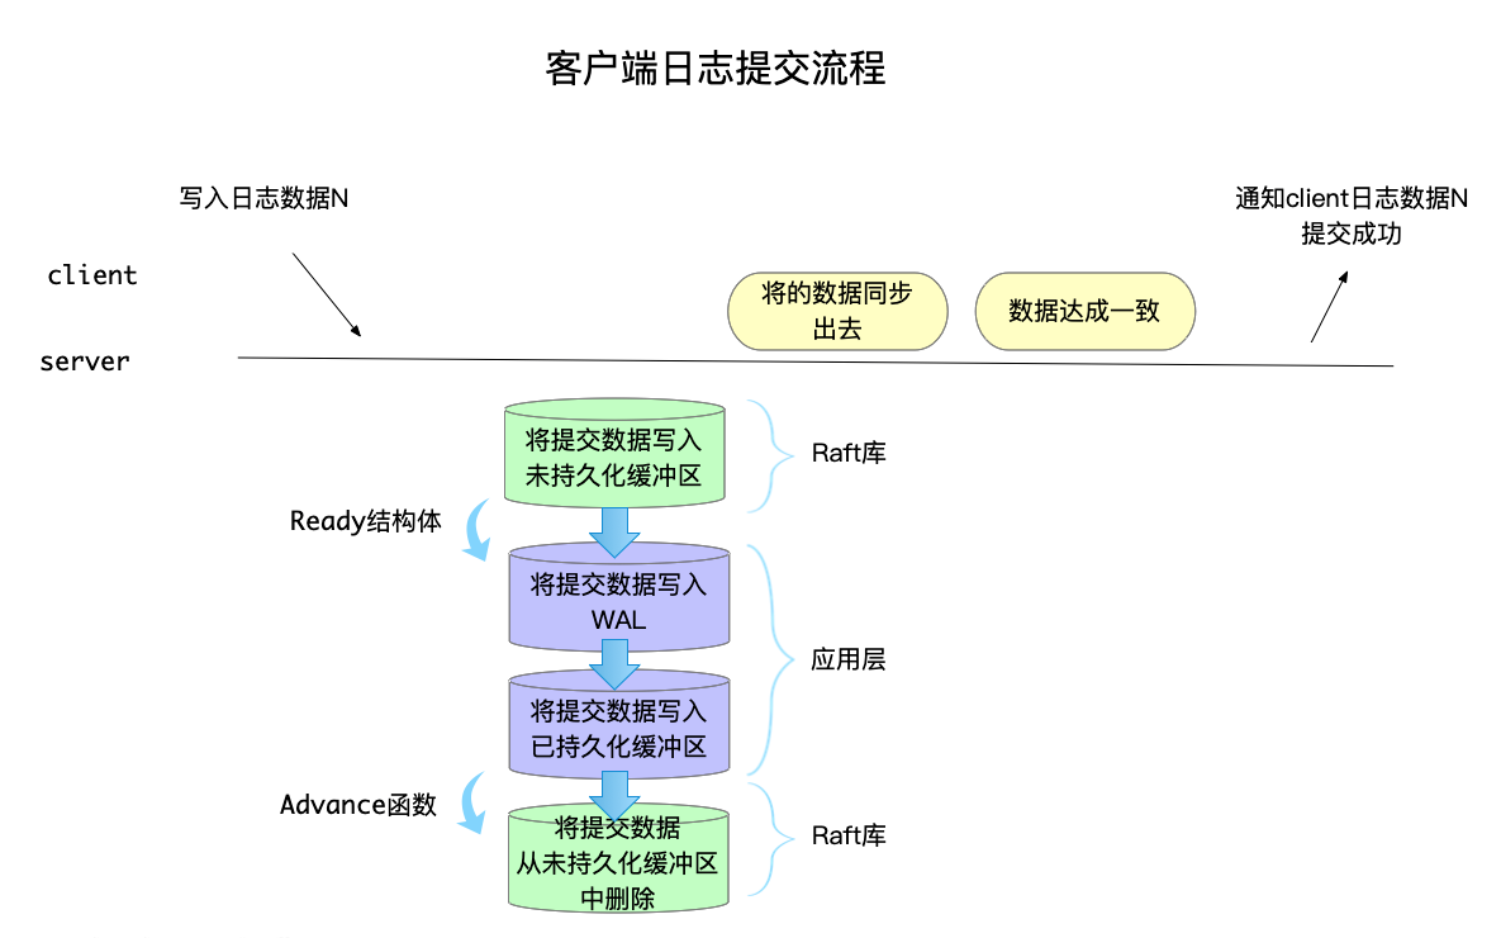 客户端日志提交流程
写入日志数据N
通知client日志数据N
提交成功
client
将的数据同步
出去
数据达成一致
server
将提交数据写入
未持久化缓冲区
Raft库
Ready结构体
将提交数据写入
WAL
应用层
将提交数据写入
已持久化缓冲区
Advance函数
将提交数据
从未持久化缓冲区
中删除
Raft库